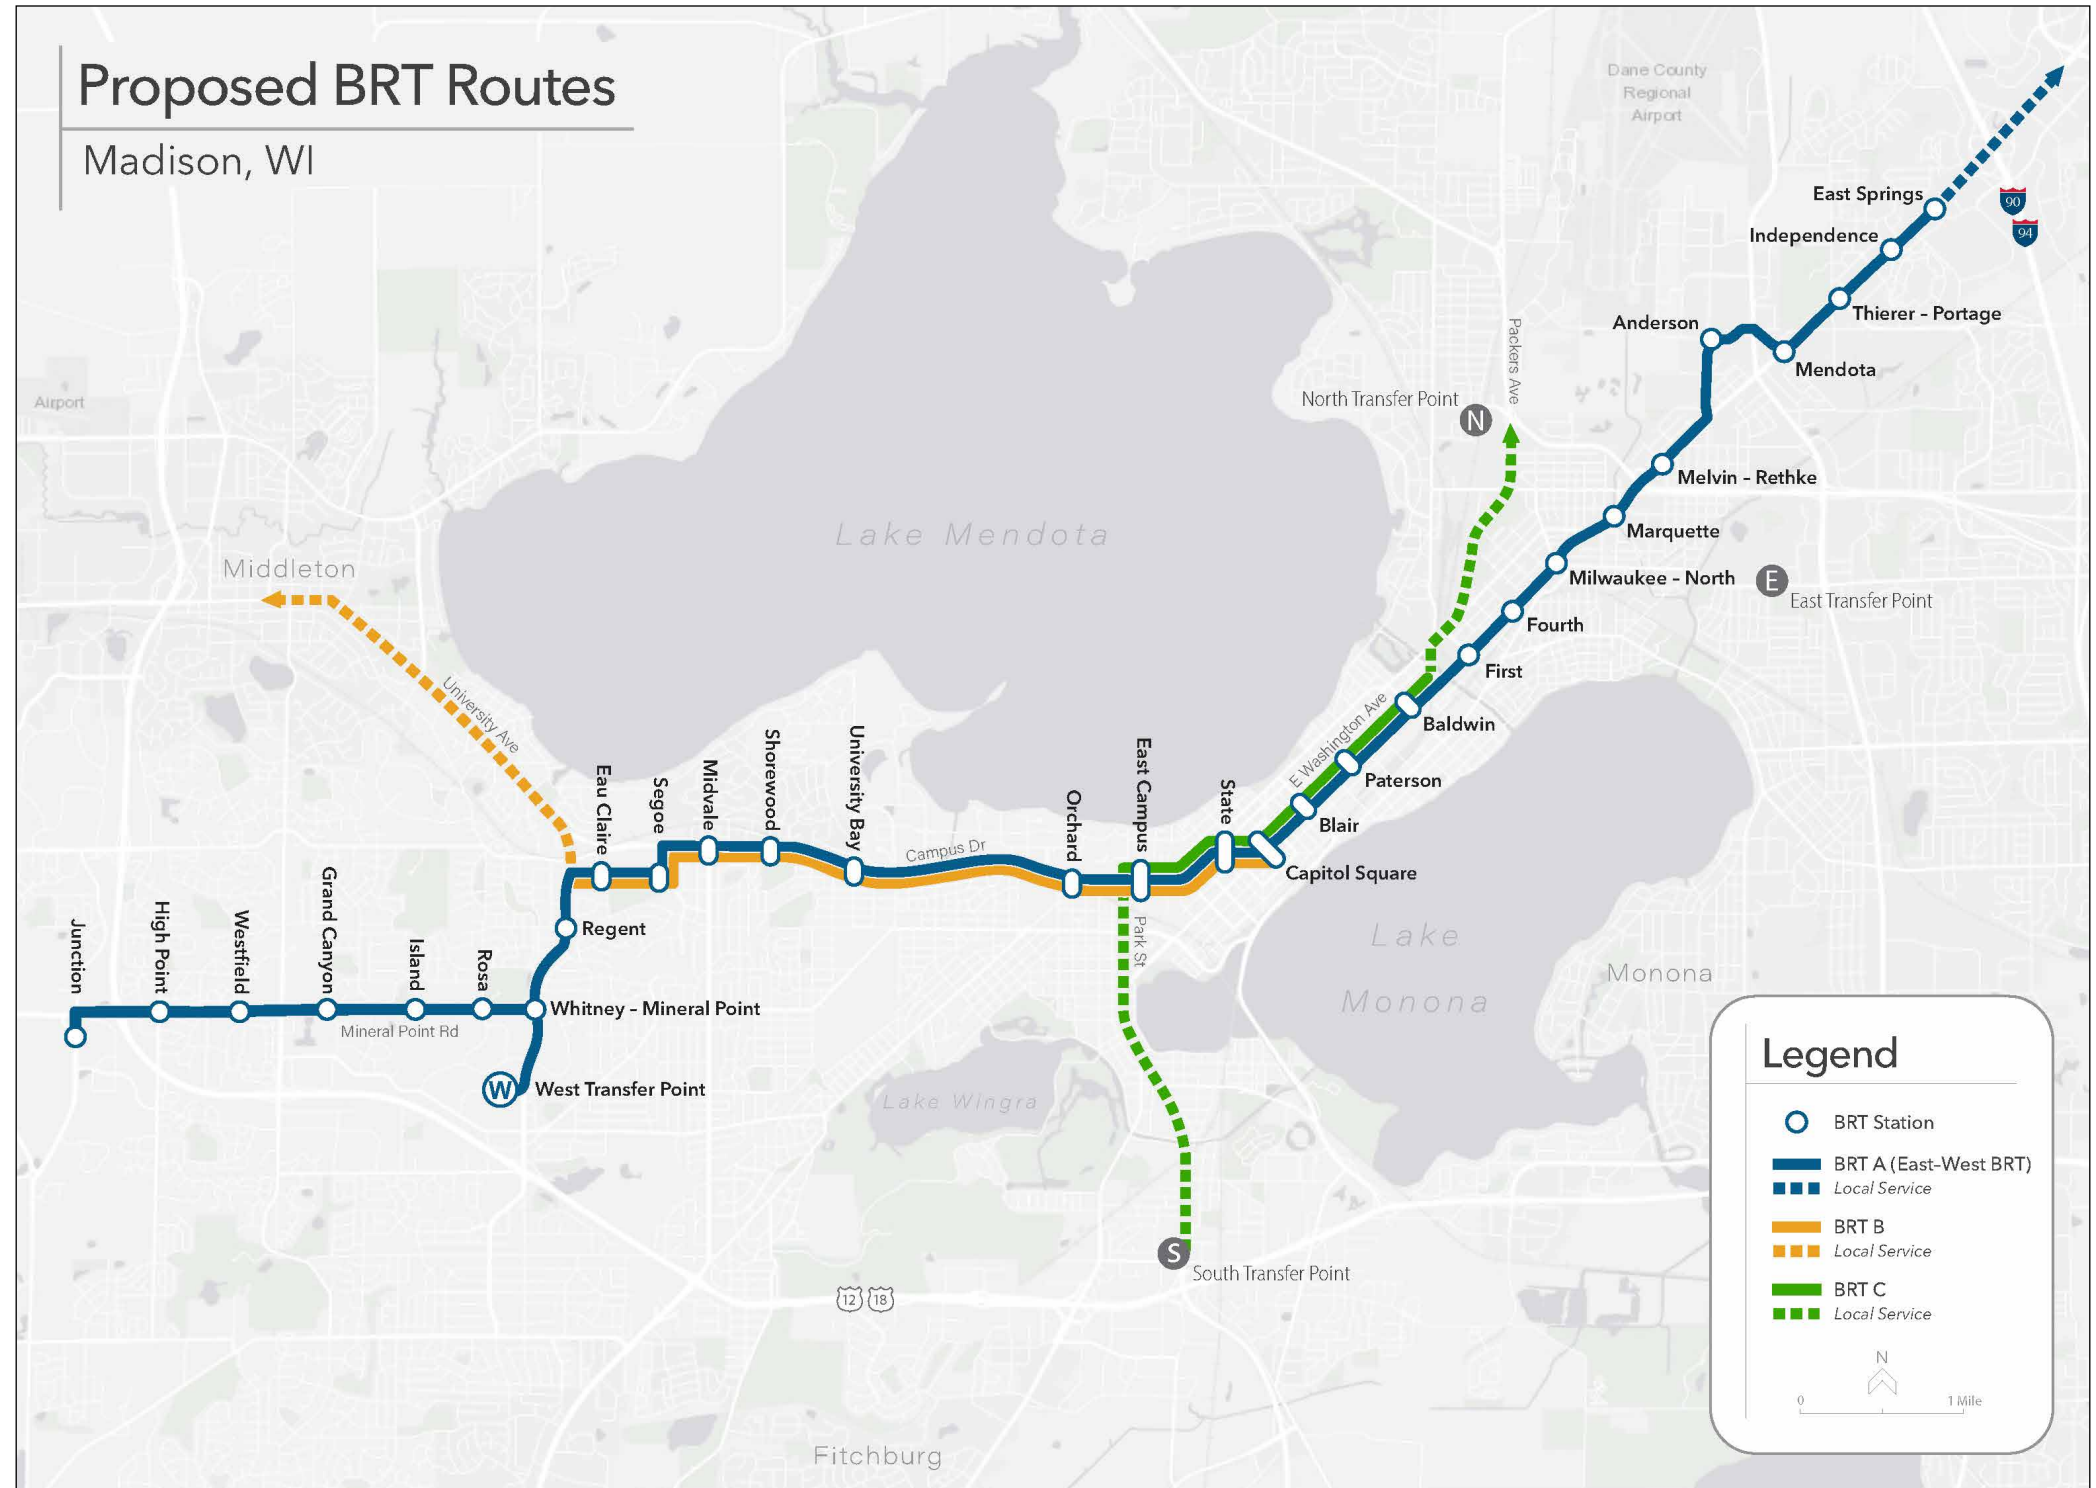 Proposed BRT Routes
Madison, WI
Dane County
Regional
Airport
East Springs
90
94
Independence
Thierer - Portage
Anderson
Mendota
Packers Ave
Airport
North Transfer Point
N
Melvin - Rethke
Lake Mendota
Marquette
Middleton
Milwaukee - North
E
East Transfer Point
Fourth
First
University Ave
E Washington Ave
Baldwin
Eau Claire
Segoe
Midvale
Shorewood
University Bay
Campus Dr
Orchard
East Campus
State
Paterson
Blair
Capitol Square
Junction
High Point
Westfield
Grand Canyon
Island
Rosa
Regent
Park St
Lake
Monona
Monona
Whitney - Mineral Point
Mineral Point Rd
W
West Transfer Point
Lake Wingra
S
South Transfer Point
12
18
Fitchburg
Legend
BRT Station
BRT A (East-West BRT)
Local Service
BRT B
Local Service
BRT C
Local Service
N
0
1 Mile